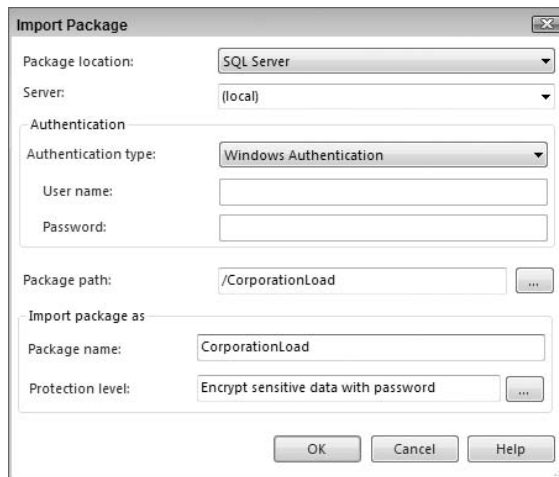 Import Package
Package location: SQL Server
Server: (local)
Authentication
Authentication type: Windows Authentication
User name:
Password:
Package path: /CorporationLoad ...
Import package as
Package name: CorporationLoad
Protection level: Encrypt sensitive data with password ...
OK Cancel Help